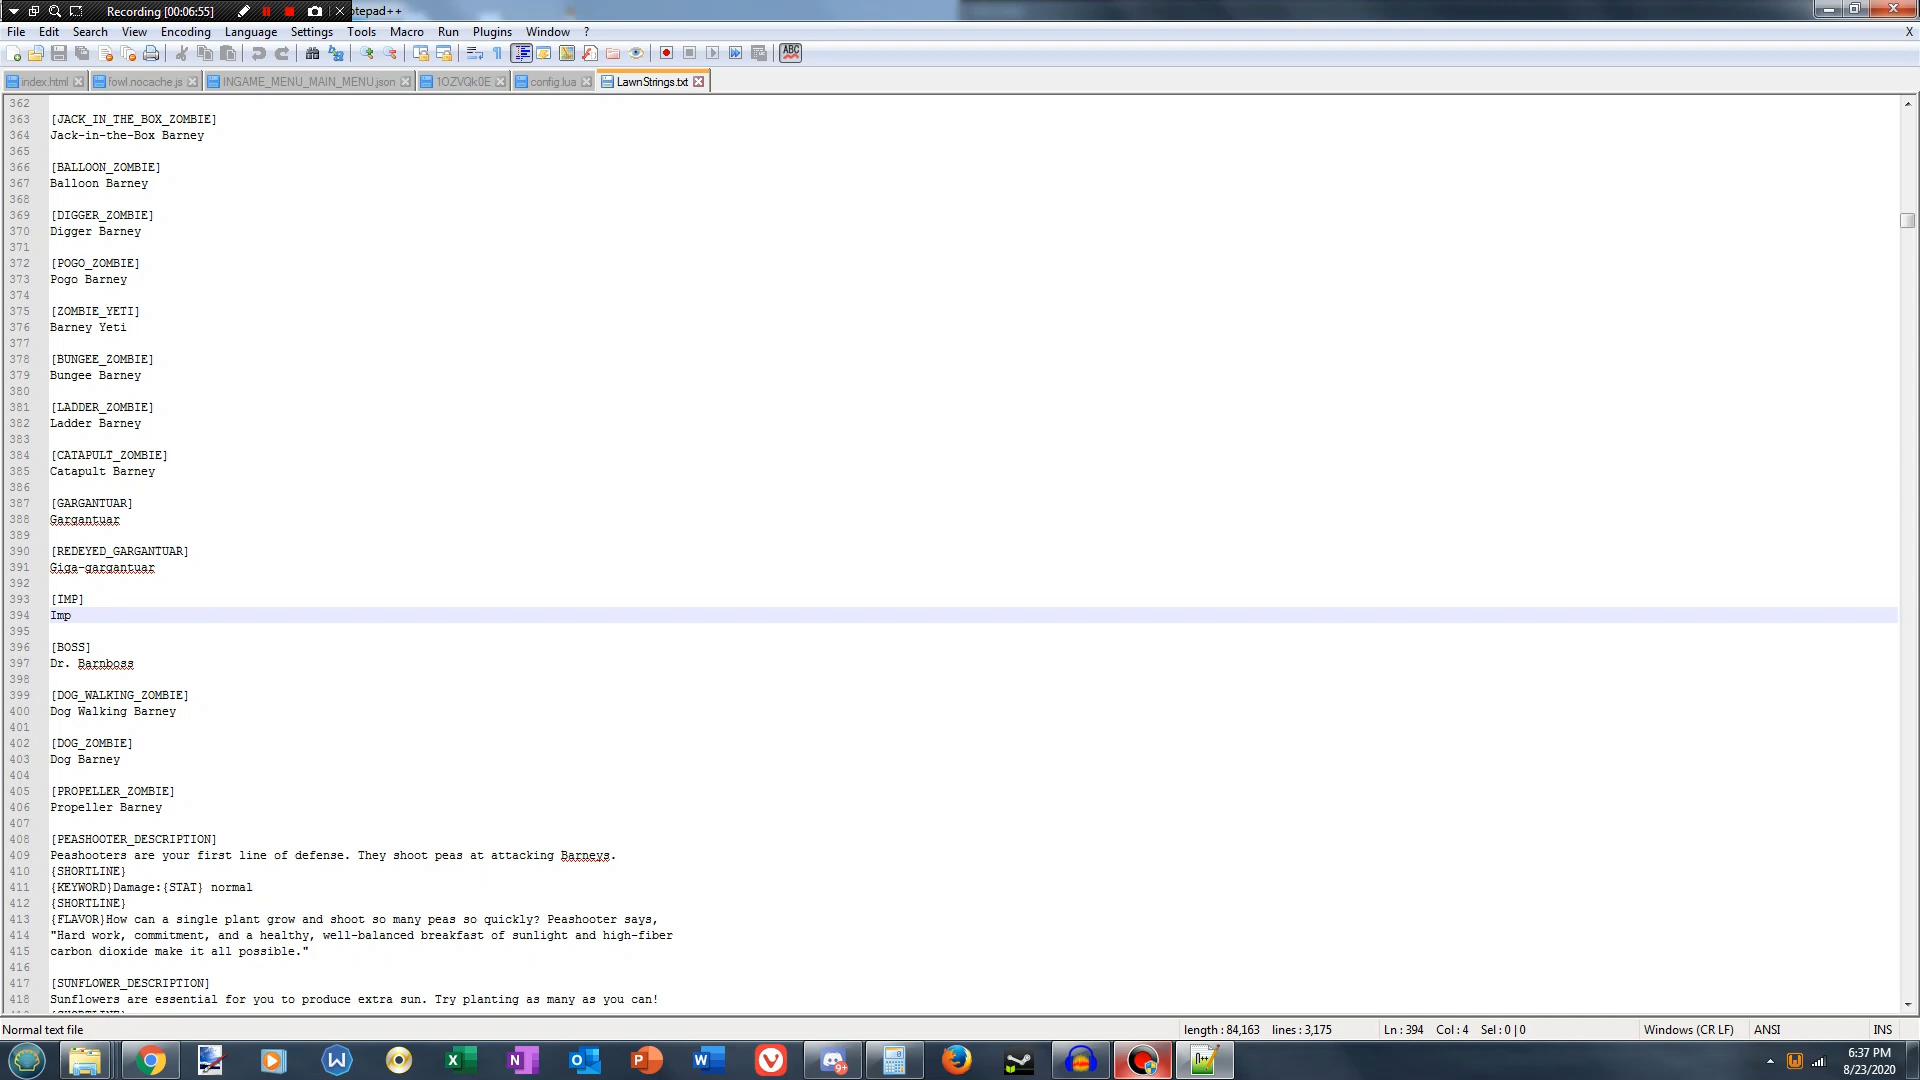 Recording [00:06:55]
otepad++
File Edit Search View Encoding Language Settings Tools Macro Run Plugins Window ? X
index.html fowl.nocache.js INGAME_MENU_MAIN_MENU.json 1OZVQk0E config.lua LawnStrings.txt
362
363 [JACK_IN_THE_BOX_ZOMBIE]
364 Jack-in-the-Box Barney
365
366 [BALLOON_ZOMBIE]
367 Balloon Barney
368
369 [DIGGER_ZOMBIE]
370 Digger Barney
371
372 [POGO_ZOMBIE]
373 Pogo Barney
374
375 [ZOMBIE_YETI]
376 Barney Yeti
377
378 [BUNGEE_ZOMBIE]
379 Bungee Barney
380
381 [LADDER_ZOMBIE]
382 Ladder Barney
383
384 [CATAPULT_ZOMBIE]
385 Catapult Barney
386
387 [GARGANTUAR]
388 Gargantuar
389
390 [REDEYED_GARGANTUAR]
391 Giga-gargantuar
392
393 [IMP]
394 Imp
395
396 [BOSS]
397 Dr. Barnboss
398
399 [DOG_WALKING_ZOMBIE]
400 Dog Walking Barney
401
402 [DOG_ZOMBIE]
403 Dog Barney
404
405 [PROPELLER_ZOMBIE]
406 Propeller Barney
407
408 [PEASHOOTER_DESCRIPTION]
409 Peashooters are your first line of defense. They shoot peas at attacking Barneys.
410 {SHORTLINE}
411 {KEYWORD}Damage:{STAT} normal
412 {SHORTLINE}
413 {FLAVOR}How can a single plant grow and shoot so many peas so quickly? Peashooter says,
414 "Hard work, commitment, and a healthy, well-balanced breakfast of sunlight and high-fiber
415 carbon dioxide make it all possible."
416
417 [SUNFLOWER_DESCRIPTION]
418 Sunflowers are essential for you to produce extra sun. Try planting as many as you can!
Normal text file length : 84,163 lines : 3,175 Ln : 394 Col : 4 Sel : 0 | 0 Windows (CR LF) ANSI INS
6:37 PM
8/23/2020